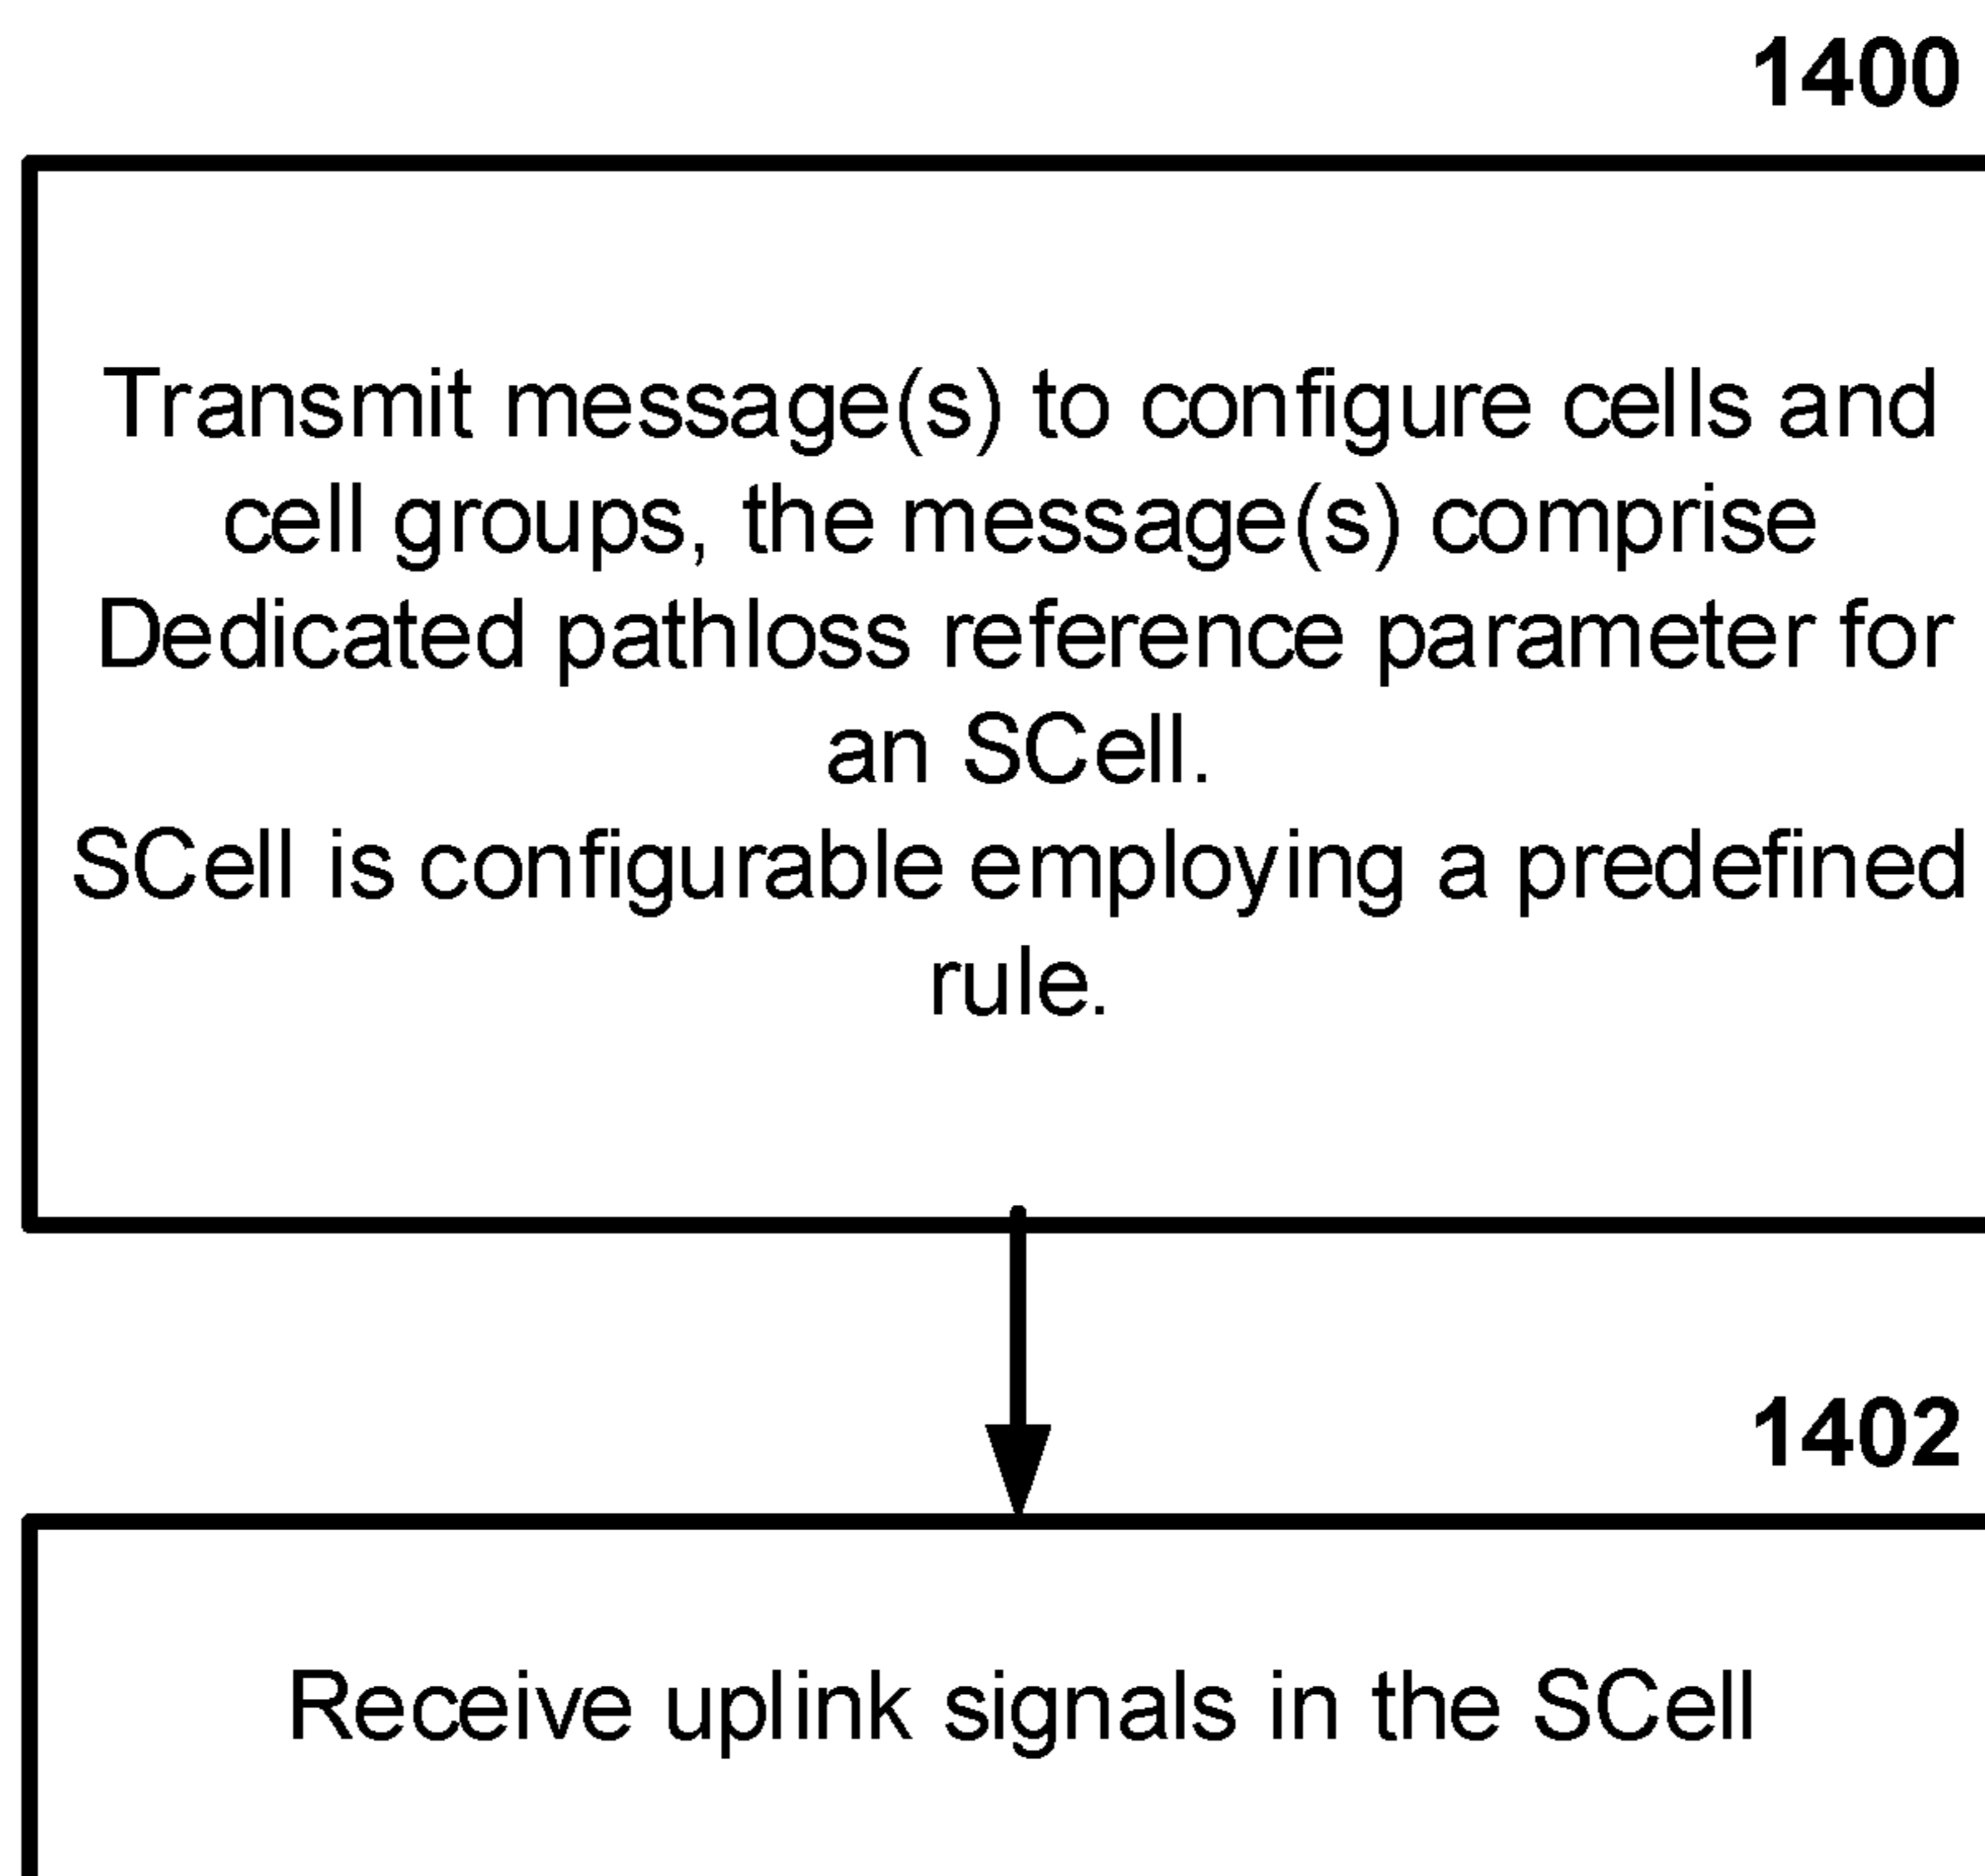 1400
Transmit message(s) to configure cells and
cell groups, the message(s) comprise
Dedicated pathloss reference parameter for
an SCell.
SCell is configurable employing a predefined
rule.
1402
Receive uplink signals in the SCell